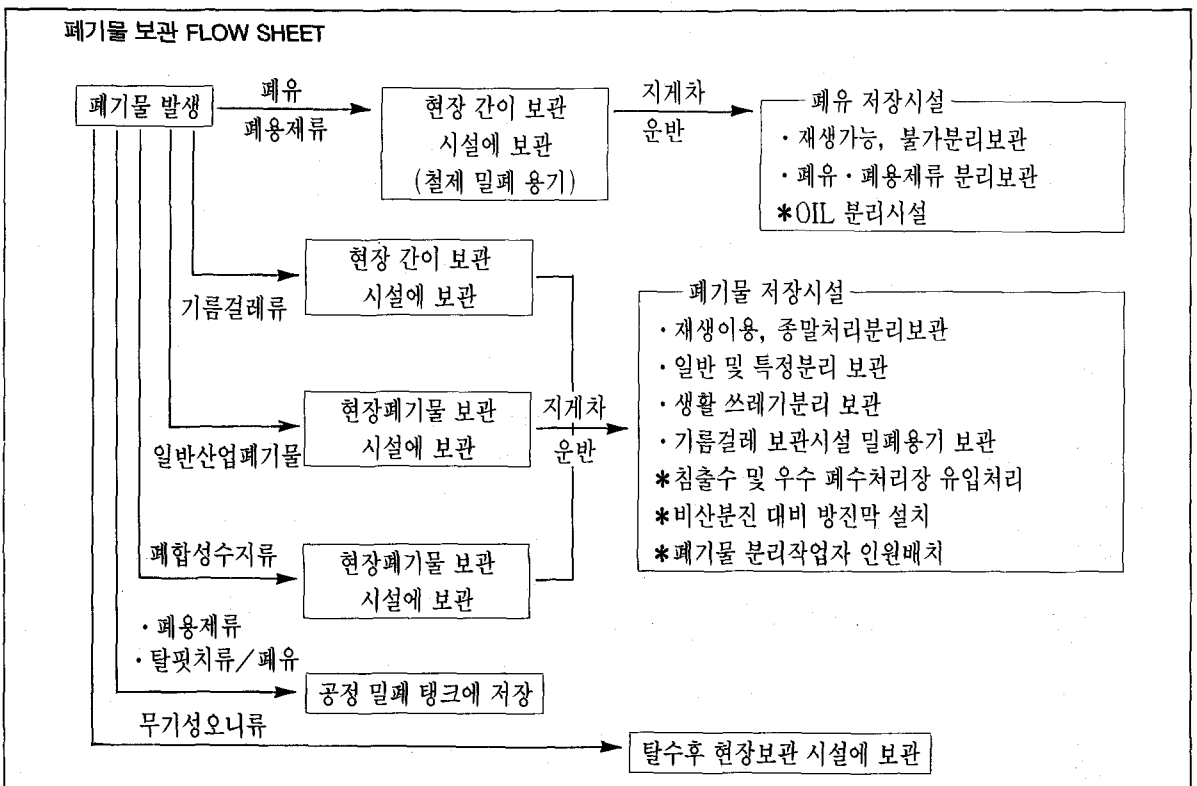 폐기물 보관 FLOW SHEET
폐기물 발생
폐유
폐용제류
현장 간이 보관
시설에 보관
(철제 밀폐 용기)
지게차
운반
폐유 저장시설
·재생가능, 불가분리보관
·폐유·폐용제류 분리보관
*OIL 분리시설
기름걸레류
현장 간이 보관
시설에 보관
일반산업폐기물
현장폐기물 보관
시설에 보관
지게차
운반
폐기물 저장시설
·재생이용, 종말처리분리보관
·일반 및 특정분리 보관
·생활 쓰레기분리 보관
·기름걸레 보관시설 밀폐용기 보관
*침출수 및 우수 폐수처리장 유입처리
*비산분진 대비 방진막 설치
*폐기물 분리작업자 인원배치
폐합성수지류
현장폐기물 보관
시설에 보관
·폐용제류
·탈핏치류/폐유
공정 밀폐 탱크에 저장
무기성오니류
탈수후 현장보관 시설에 보관